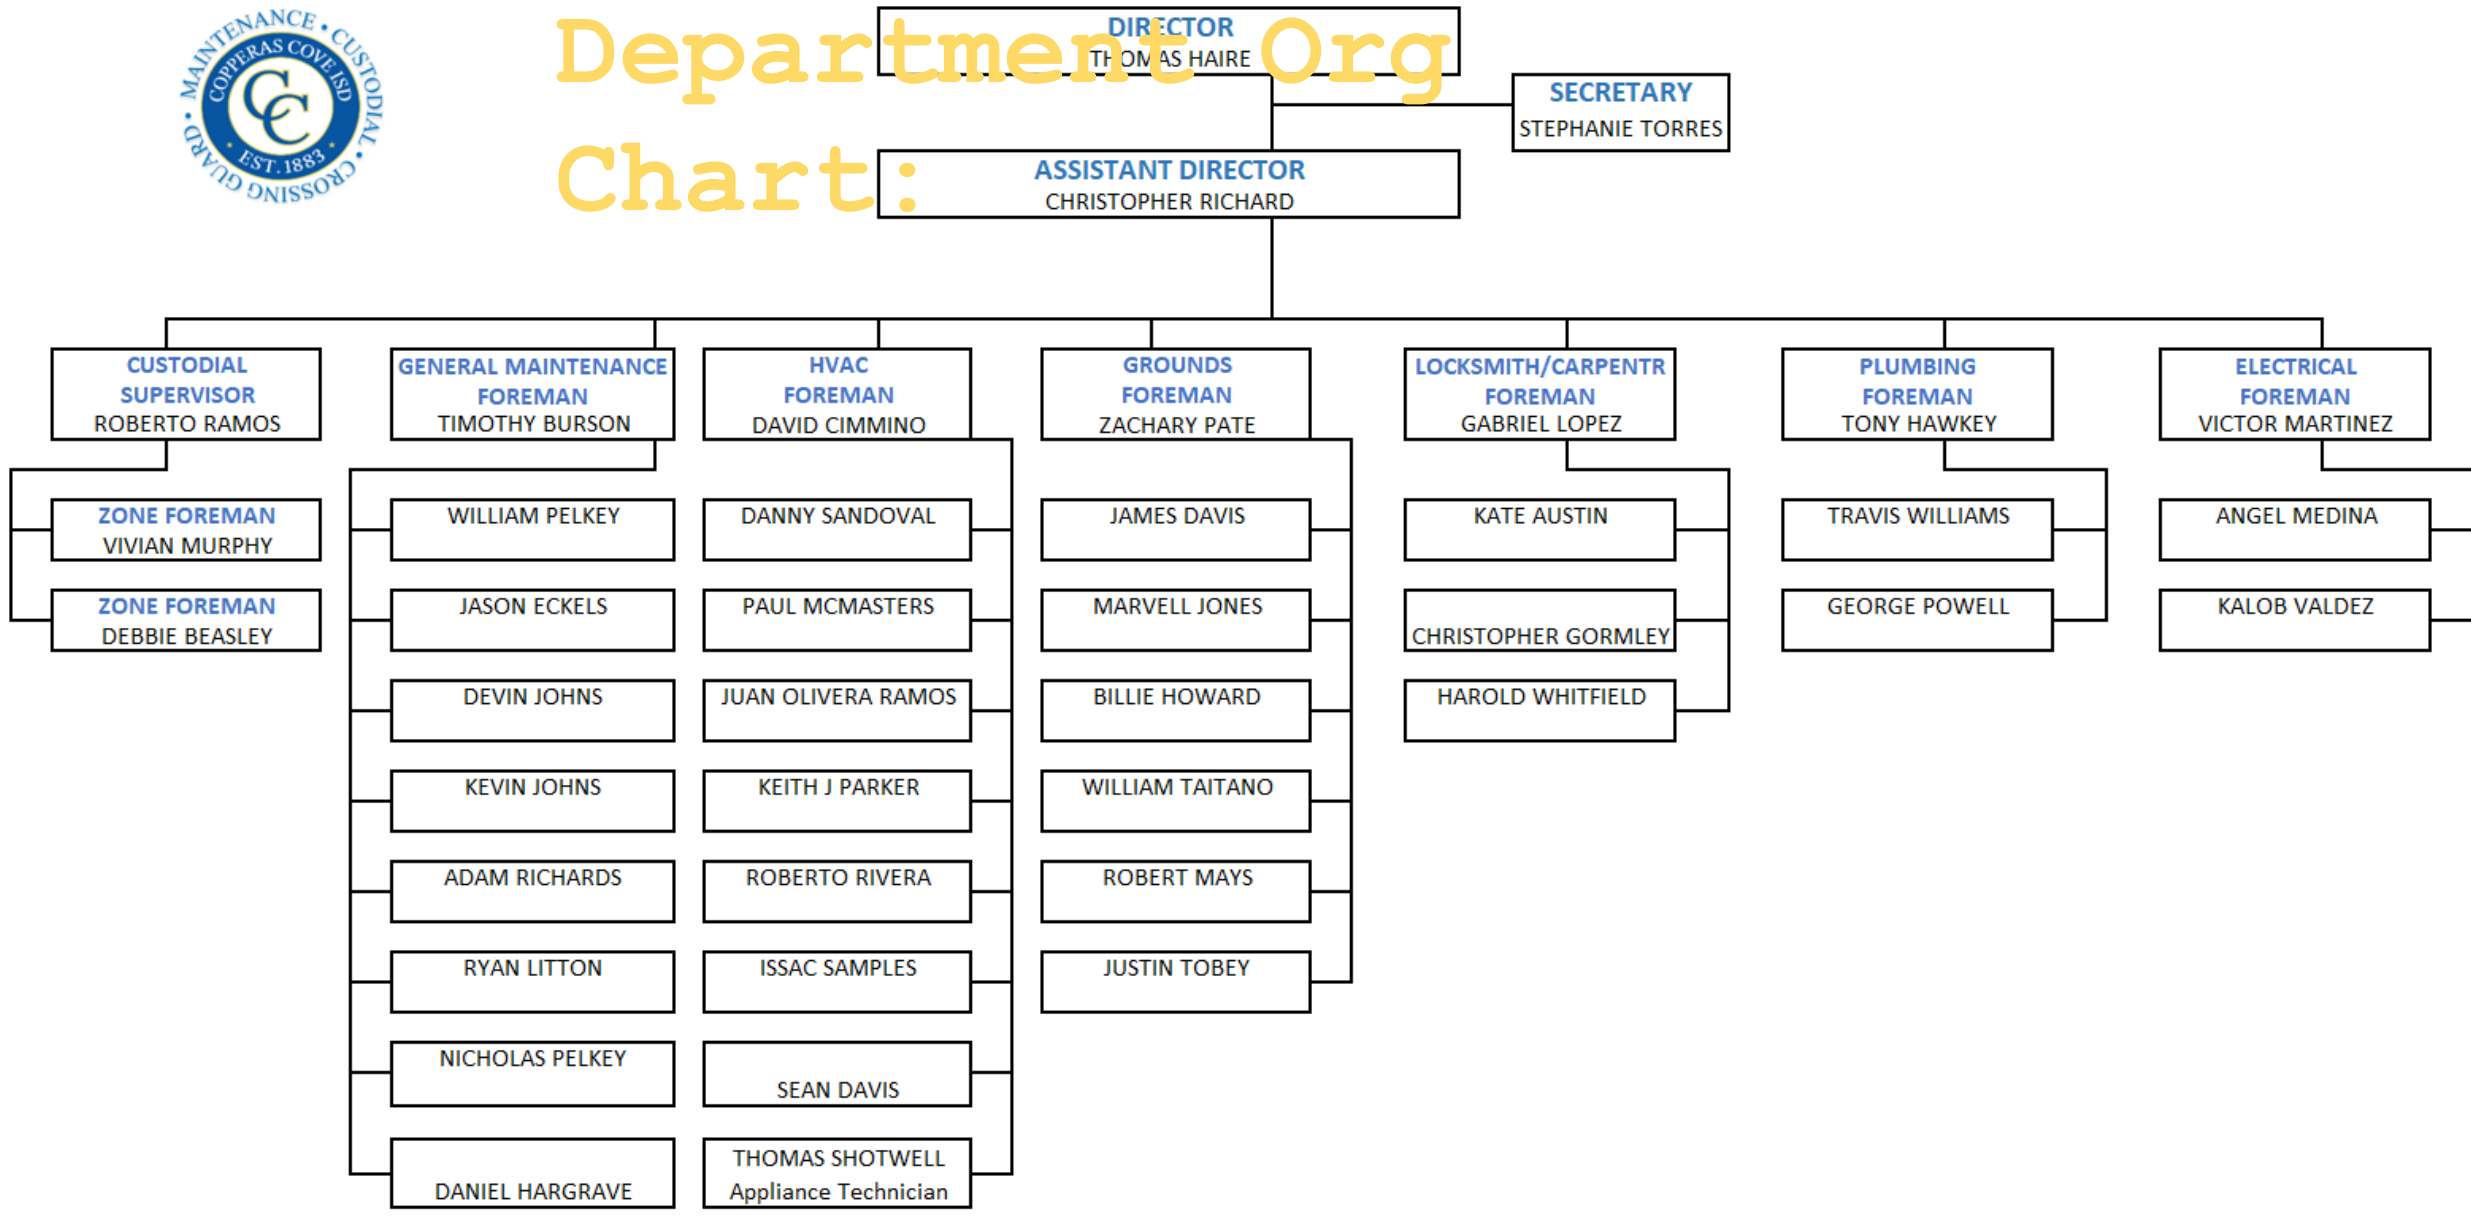 MAINTENANCE • CUSTODIAL • CROSSING GUARD •
COPPERAS COVE ISD
CC
• EST. 1883 •
Department Org
Chart:
DIRECTOR
THOMAS HAIRE
SECRETARY
STEPHANIE TORRES
ASSISTANT DIRECTOR
CHRISTOPHER RICHARD
CUSTODIAL
SUPERVISOR
ROBERTO RAMOS
ZONE FOREMAN
VIVIAN MURPHY
ZONE FOREMAN
DEBBIE BEASLEY
GENERAL MAINTENANCE
FOREMAN
TIMOTHY BURSON
WILLIAM PELKEY
JASON ECKELS
DEVIN JOHNS
KEVIN JOHNS
ADAM RICHARDS
RYAN LITTON
NICHOLAS PELKEY
DANIEL HARGRAVE
HVAC
FOREMAN
DAVID CIMMINO
DANNY SANDOVAL
PAUL MCMASTERS
JUAN OLIVERA RAMOS
KEITH J PARKER
ROBERTO RIVERA
ISSAC SAMPLES
SEAN DAVIS
THOMAS SHOTWELL
Appliance Technician
GROUNDS
FOREMAN
ZACHARY PATE
JAMES DAVIS
MARVELL JONES
BILLIE HOWARD
WILLIAM TAITANO
ROBERT MAYS
JUSTIN TOBEY
LOCKSMITH/CARPENTR
FOREMAN
GABRIEL LOPEZ
KATE AUSTIN
CHRISTOPHER GORMLEY
HAROLD WHITFIELD
PLUMBING
FOREMAN
TONY HAWKEY
TRAVIS WILLIAMS
GEORGE POWELL
ELECTRICAL
FOREMAN
VICTOR MARTINEZ
ANGEL MEDINA
KALOB VALDEZ